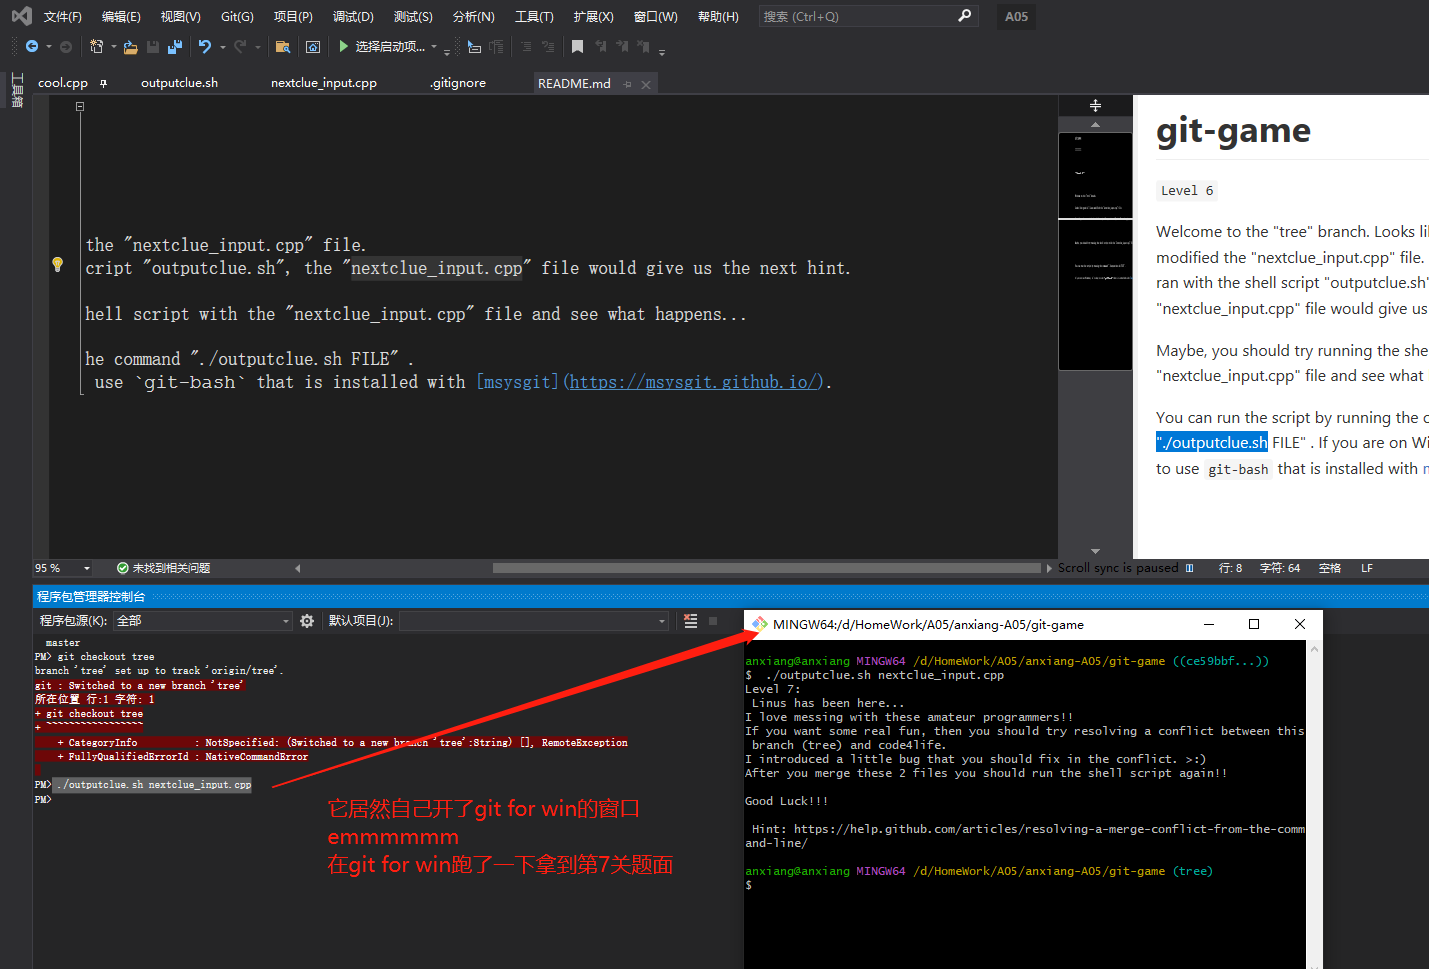 文件(F) 编辑(E) 视图(V) Git(G) 项目(P) 调试(D) 测试(S) 分析(N) 工具(T) 扩展(X) 窗口(W) 帮助(H) 搜索 (Ctrl+Q) A05
选择启动项...
工具箱
cool.cpp outputclue.sh nextclue_input.cpp .gitignore README.md
the "nextclue_input.cpp" file.
cript "outputclue.sh", the "nextclue_input.cpp" file would give us the next hint.
hell script with the "nextclue_input.cpp" file and see what happens...
he command "./outputclue.sh FILE" .
use `git-bash` that is installed with [msysgit](https://msysgit.github.io/).
git-game
Level 6
Welcome to the "tree" branch. Looks li
modified the "nextclue_input.cpp" file.
ran with the shell script "outputclue.sh"
"nextclue_input.cpp" file would give us
Maybe, you should try running the she
"nextclue_input.cpp" file and see what
You can run the script by running the c
"./outputclue.sh FILE" . If you are on Wi
to use git-bash that is installed with m
95 % 未找到相关问题 Scroll sync is paused 行: 8 字符: 64 空格 LF
程序包管理器控制台
程序包源(K): 全部 默认项目(J):
master
PM> git checkout tree
branch 'tree' set up to track 'origin/tree'.
git : Switched to a new branch 'tree'
所在位置 行:1 字符: 1
+ git checkout tree
+ ~~~~~~~~~~~~~~~~~
+ CategoryInfo : NotSpecified: (Switched to a new branch 'tree':String) [], RemoteException
+ FullyQualifiedErrorId : NativeCommandError
PM> ./outputclue.sh nextclue_input.cpp
PM>
它居然自己开了git for win的窗口
emmmmmm
在git for win跑了一下拿到第7关题面
MINGW64:/d/HomeWork/A05/anxiang-A05/git-game
anxiang@anxiang MINGW64 /d/HomeWork/A05/anxiang-A05/git-game ((ce59bbf...))
$ ./outputclue.sh nextclue_input.cpp
Level 7:
Linus has been here...
I love messing with these amateur programmers!!
If you want some real fun, then you should try resolving a conflict between this
branch (tree) and code4life.
I introduced a little bug that you should fix in the conflict. >:)
After you merge these 2 files you should run the shell script again!!
Good Luck!!!
Hint: https://help.github.com/articles/resolving-a-merge-conflict-from-the-comm
and-line/
anxiang@anxiang MINGW64 /d/HomeWork/A05/anxiang-A05/git-game (tree)
$